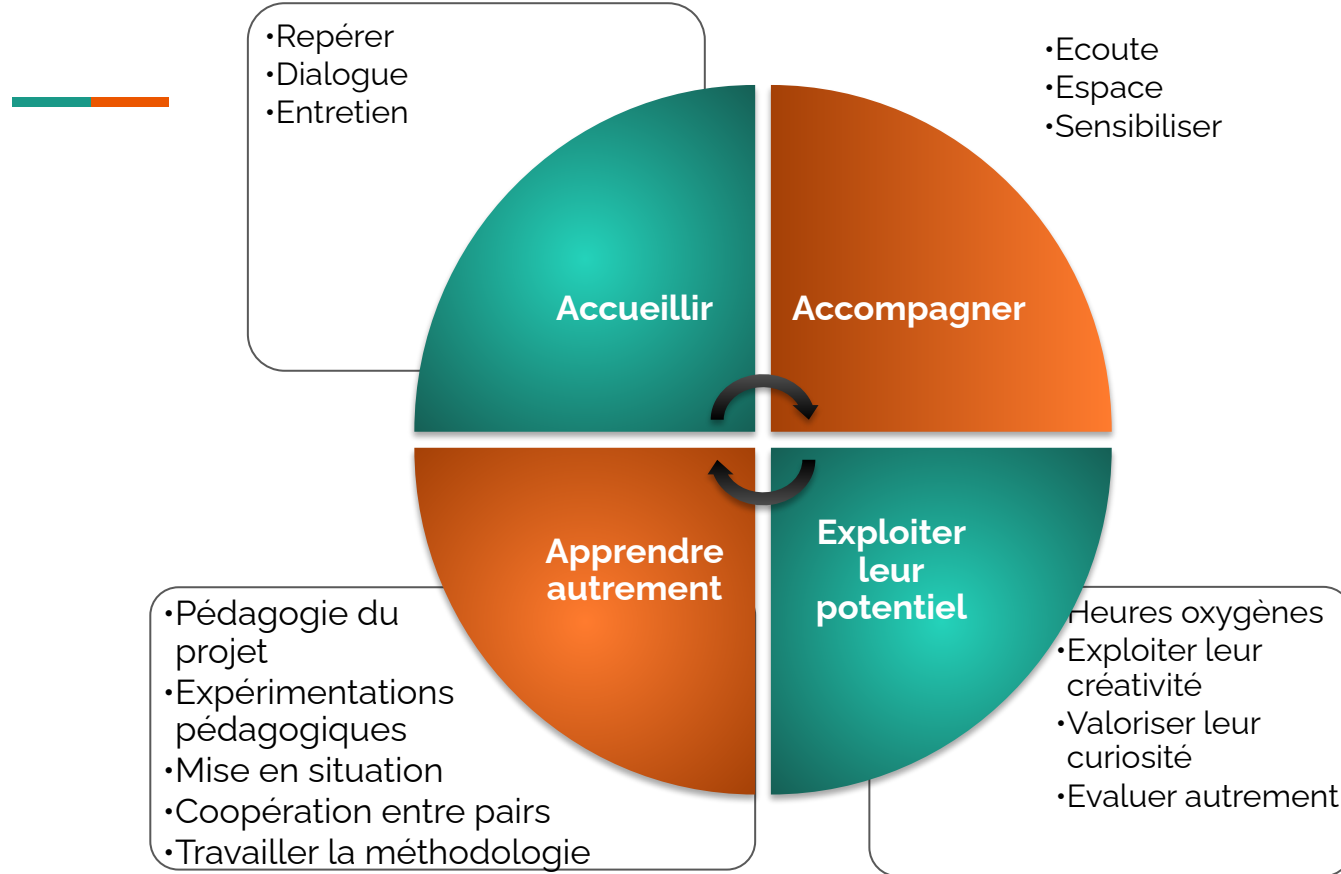 •Repérer
•Dialogue
•Entretien
•Ecoute
•Espace
•Sensibiliser
Accueillir
Accompagner
Apprendre
autrement
Exploiter
leur
potentiel
•Pédagogie du
projet
•Expérimentations
pédagogiques
•Mise en situation
•Coopération entre pairs
•Travailler la méthodologie
Heures oxygènes
•Exploiter leur
créativité
•Valoriser leur
curiosité
•Evaluer autrement